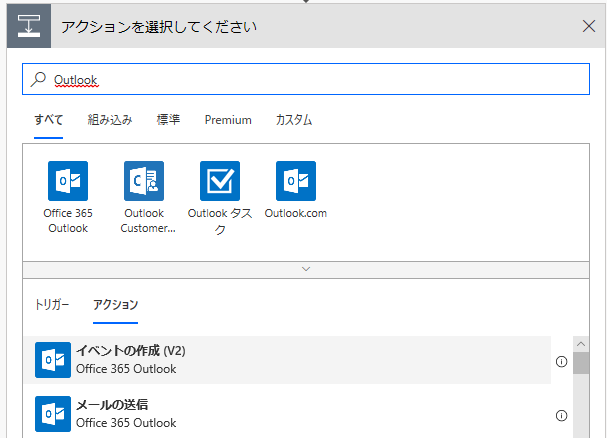 アクションを選択してください
Outlook
すべて 組み込み 標準 Premium カスタム
Office 365
Outlook
Outlook
Customer...
Outlook タス
ク
Outlook.com
トリガー アクション
イベントの作成 (V2)
Office 365 Outlook
メールの送信
Office 365 Outlook